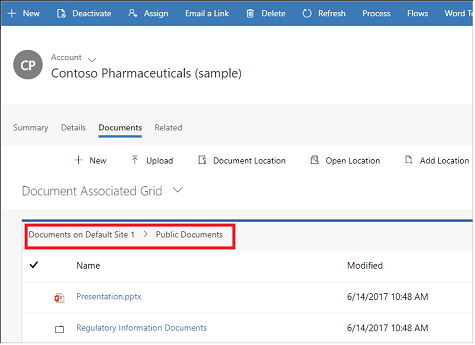 + New Deactivate Assign Email a Link Delete Refresh Process Flows Word Te
CP
Account
Contoso Pharmaceuticals (sample)
Summary Details Documents Related
+ New Upload Document Location Open Location Add Location
Document Associated Grid
Documents on Default Site 1 > Public Documents
✓ Name Modified
Presentation.pptx 6/14/2017 10:48 AM
Regulatory Information Documents 6/14/2017 10:48 AM